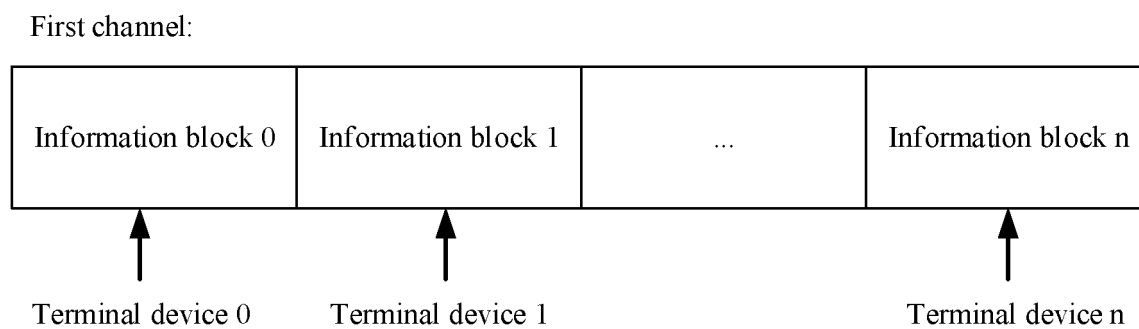 First channel:
Information block 0 Information block 1 ... Information block n
Terminal device 0 Terminal device 1 Terminal device n